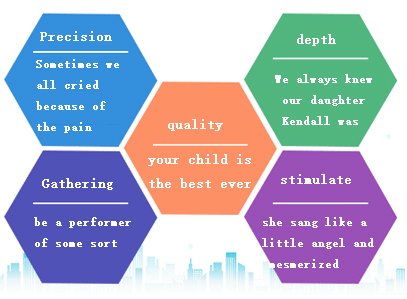 Precision
Sometimes we
all cried
because of
the pain
depth
We always knew
our daughter
Kendall was
quality
your child is
the best ever
Gathering
be a performer
of some sort
stimulate
she sang like a
little angel and
mesmerized